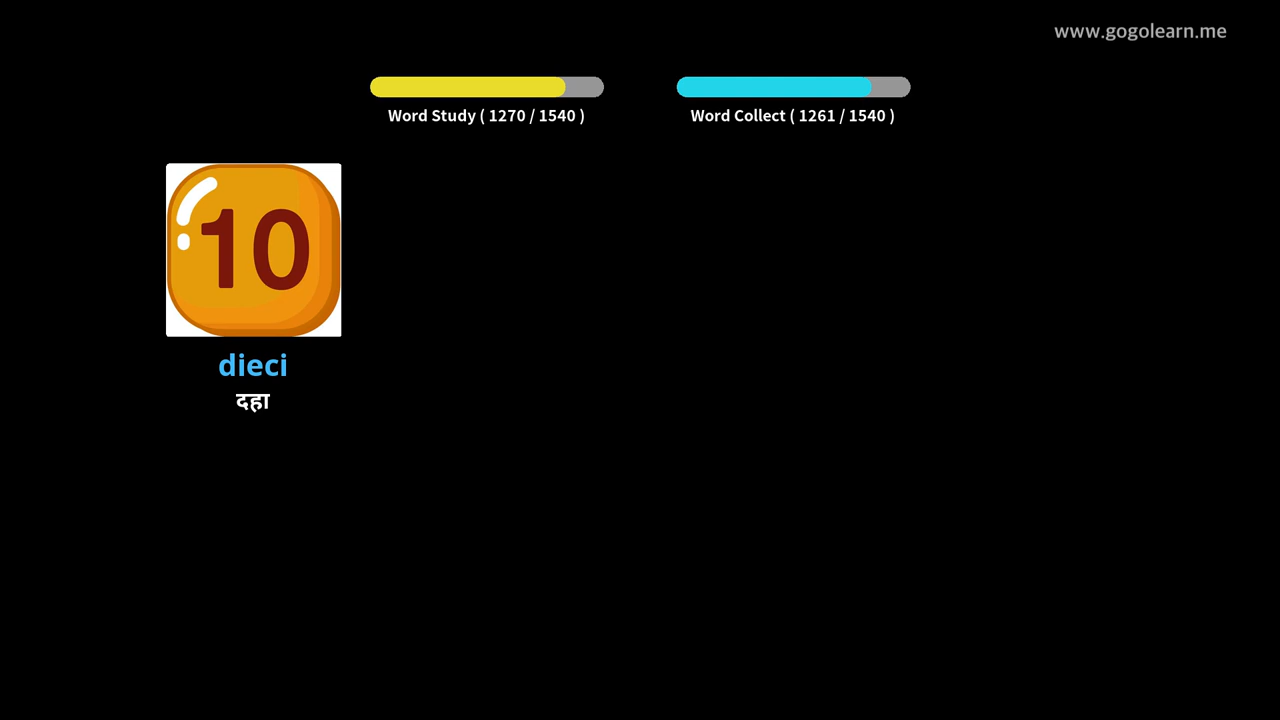 www.gogolearn.me
Word Study ( 1270 / 1540 )
Word Collect ( 1261 / 1540 )
10
dieci
दहा